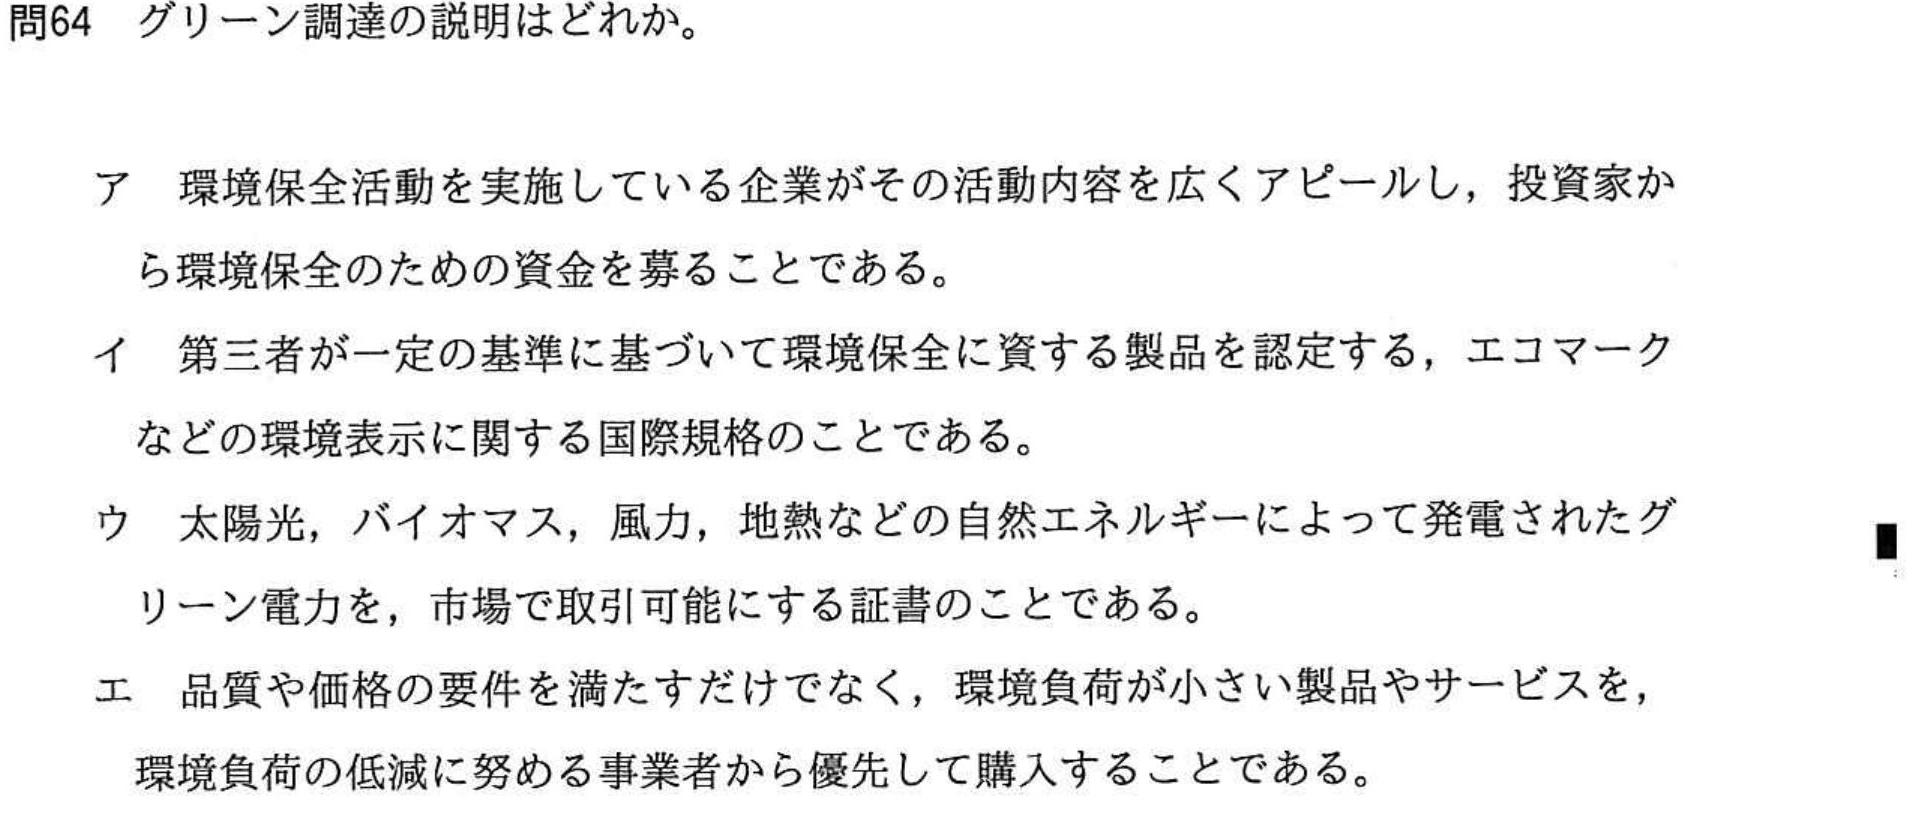 問64 グリーン調達の説明はどれか。
ア 環境保全活動を実施している企業がその活動内容を広くアピールし，投資家か
ら環境保全のための資金を募ることである。
イ 第三者が一定の基準に基づいて環境保全に資する製品を認定する，エコマーク
などの環境表示に関する国際規格のことである。
ウ 太陽光，バイオマス，風力，地熱などの自然エネルギーによって発電されたグ
リーン電力を，市場で取引可能にする証書のことである。
エ 品質や価格の要件を満たすだけでなく，環境負荷が小さい製品やサービスを，
環境負荷の低減に努める事業者から優先して購入することである。